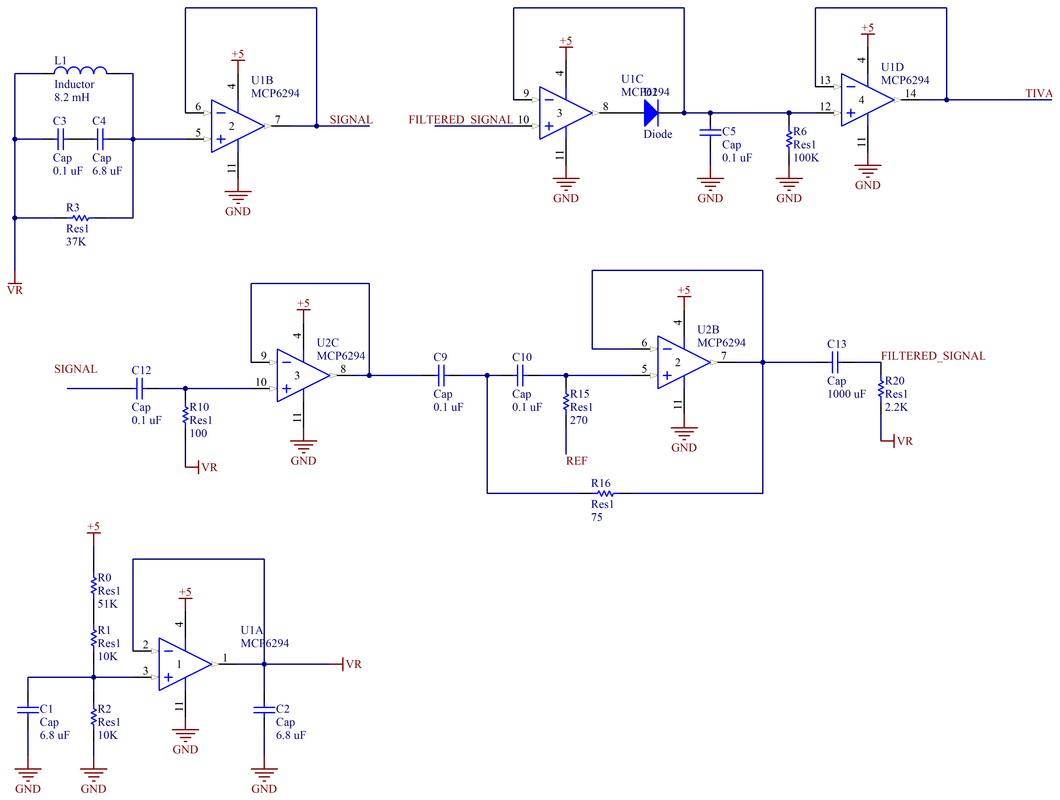 L1
Inductor
8.2 mH
C3
Cap
0.1 uF
C4
Cap
6.8 uF
R3
Res1
37K
VR
+5
4
U1B
MCP6294
6
5
2
7
11
GND
SIGNAL
FILTERED_SIGNAL
+5
4
U1C
MCP6294
9
10
3
8
11
GND
Diode
C5
Cap
0.1 uF
GND
R6
Res1
100K
GND
+5
4
U1D
MCP6294
13
12
4
14
11
GND
TIVA
SIGNAL
C12
Cap
0.1 uF
R10
Res1
100
VR
+5
4
U2C
MCP6294
9
10
3
8
11
GND
C9
Cap
0.1 uF
C10
Cap
0.1 uF
R15
Res1
270
REF
R16
Res1
75
+5
4
U2B
MCP6294
6
5
2
7
11
GND
C13
Cap
1000 uF
FILTERED_SIGNAL
R20
Res1
2.2K
VR
+5
R0
Res1
51K
R1
Res1
10K
R2
Res1
10K
GND
C1
Cap
6.8 uF
GND
+5
4
U1A
MCP6294
2
3
1
1
11
GND
VR
C2
Cap
6.8 uF
GND